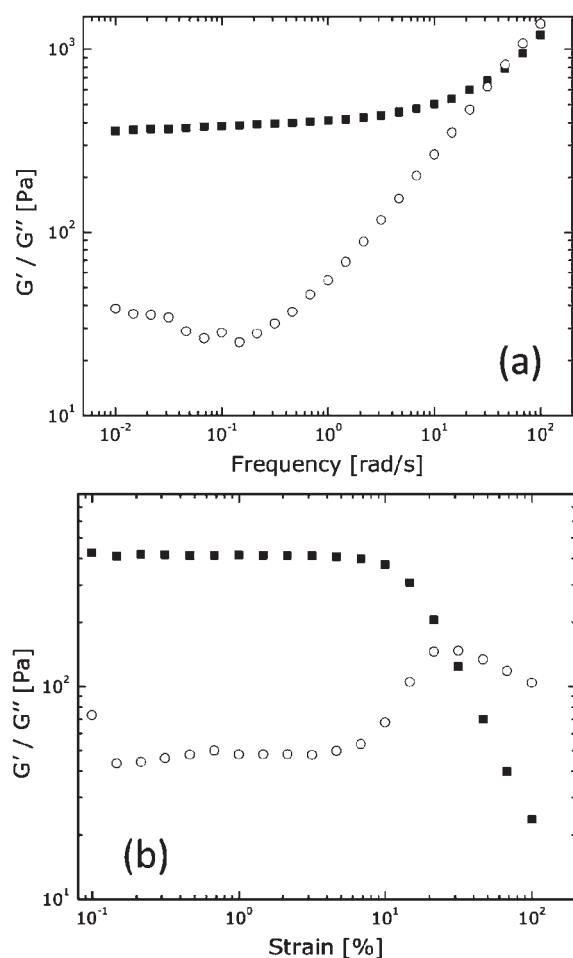 10³
10²
10¹
G′ / G″ [Pa]
(a)
10⁻² 10⁻¹ 10⁰ 10¹ 10²
Frequency [rad/s]
10²
10¹
G′ / G″ [Pa]
(b)
10⁻¹ 10⁰ 10¹ 10²
Strain [%]